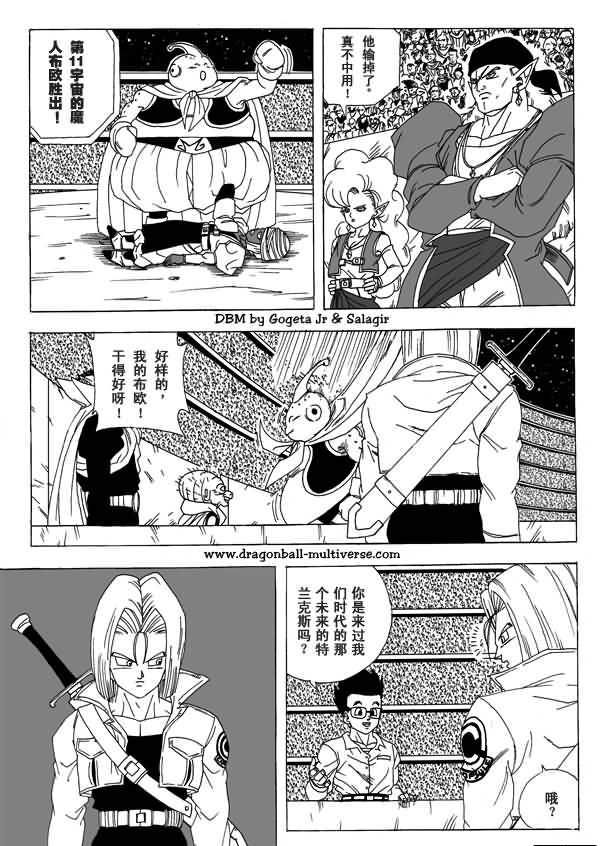 第11宇宙的魔
人布欧胜出！
他输掉了。
真不中用！
DBM by Gogeta Jr & Salagir
好样的，
我的布欧！
干得好呀！
www.dragonball-multiverse.com
你是来过我
们时代的那
个未来的特
兰克斯吗？
哦？